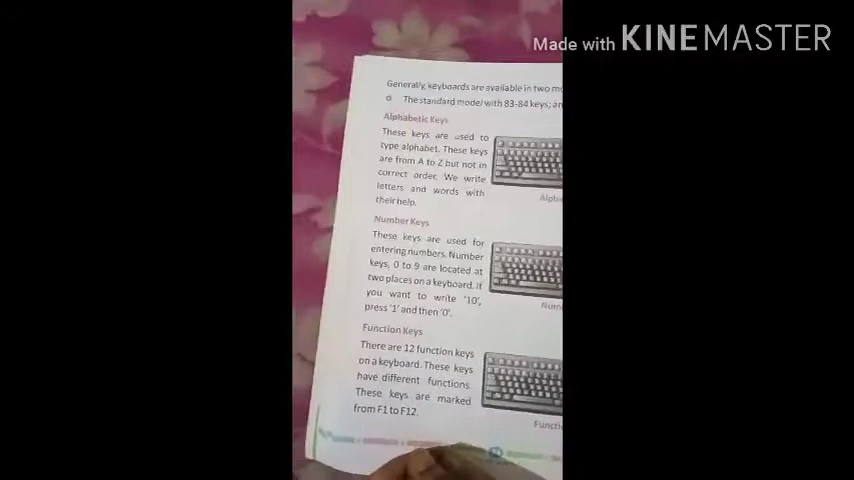 Made with KINEMASTER
Generally, keyboards are available in two
o The standard model with 83-84 keys;
Alphabetic Keys
These keys are used to
type alphabet. These keys
are from A to Z but not in
correct order. We write
letters and words with
their help.
Alpha
Number Keys
These keys are used for
entering numbers. Number
keys, 0 to 9 are located at
two places on a keyboard. If
you want to write '10',
press '1' and then '0'.
Num
Function Keys
There are 12 function keys
on a keyboard. These keys
have different functions.
These keys are marked
from F1 to F12.
Functi